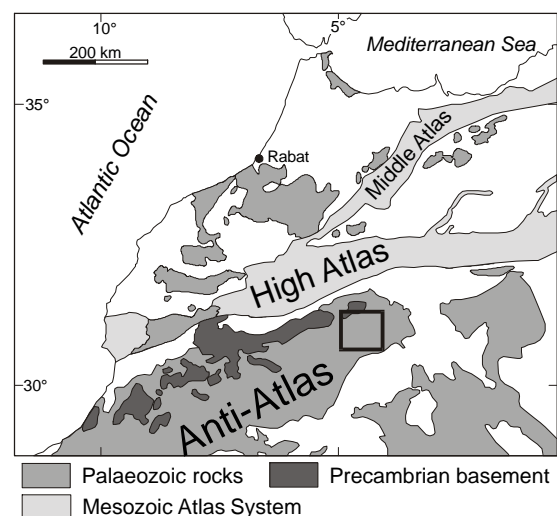 10°
5°
200 km
Mediterranean Sea
35°
Atlantic Ocean
Middle Atlas
Rabat
High Atlas
30°
Anti-Atlas
Palaeozoic rocks
Precambrian basement
Mesozoic Atlas System